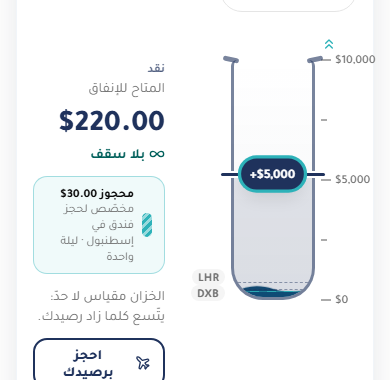 نقد
المتاح للإنفاق
$220.00
∞ بلا سقف
محجوز $30.00
مخصّص لحجز
فندق في
إسطنبول · ليلة
واحدة
الخزان مقياس لا حدّ:
يتّسع كلما زاد رصيدك.
احجز
برصيدك
$10,000
+$5,000
$5,000
LHR
DXB
$0